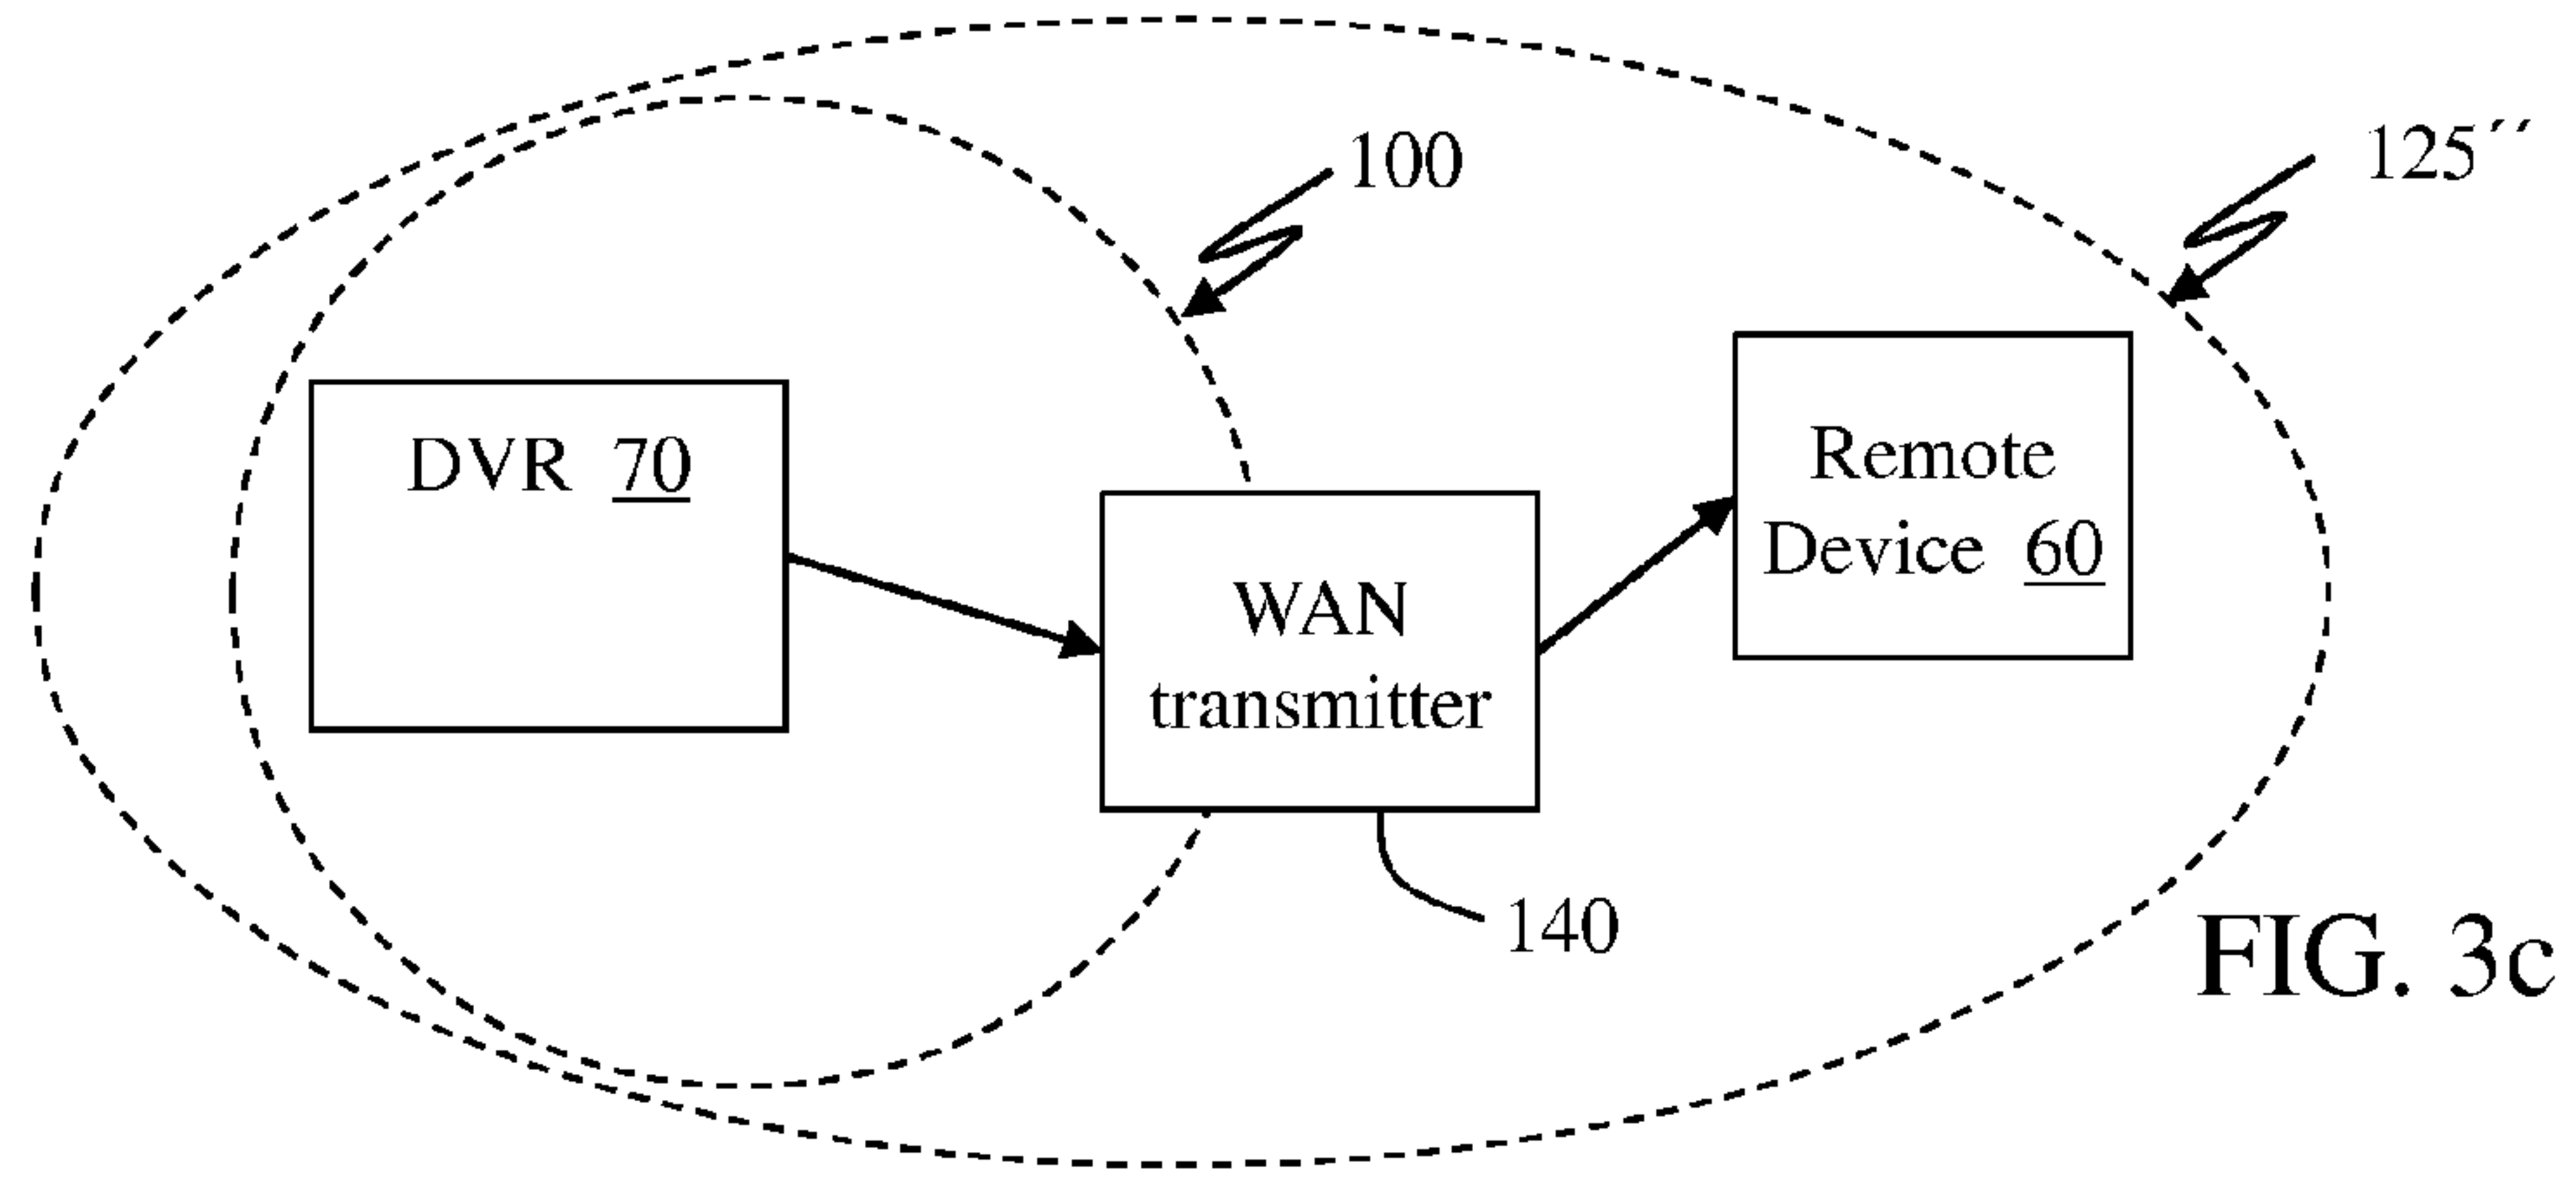 100
125´´
DVR 70
Remote
Device 60
WAN
transmitter
140
FIG. 3c